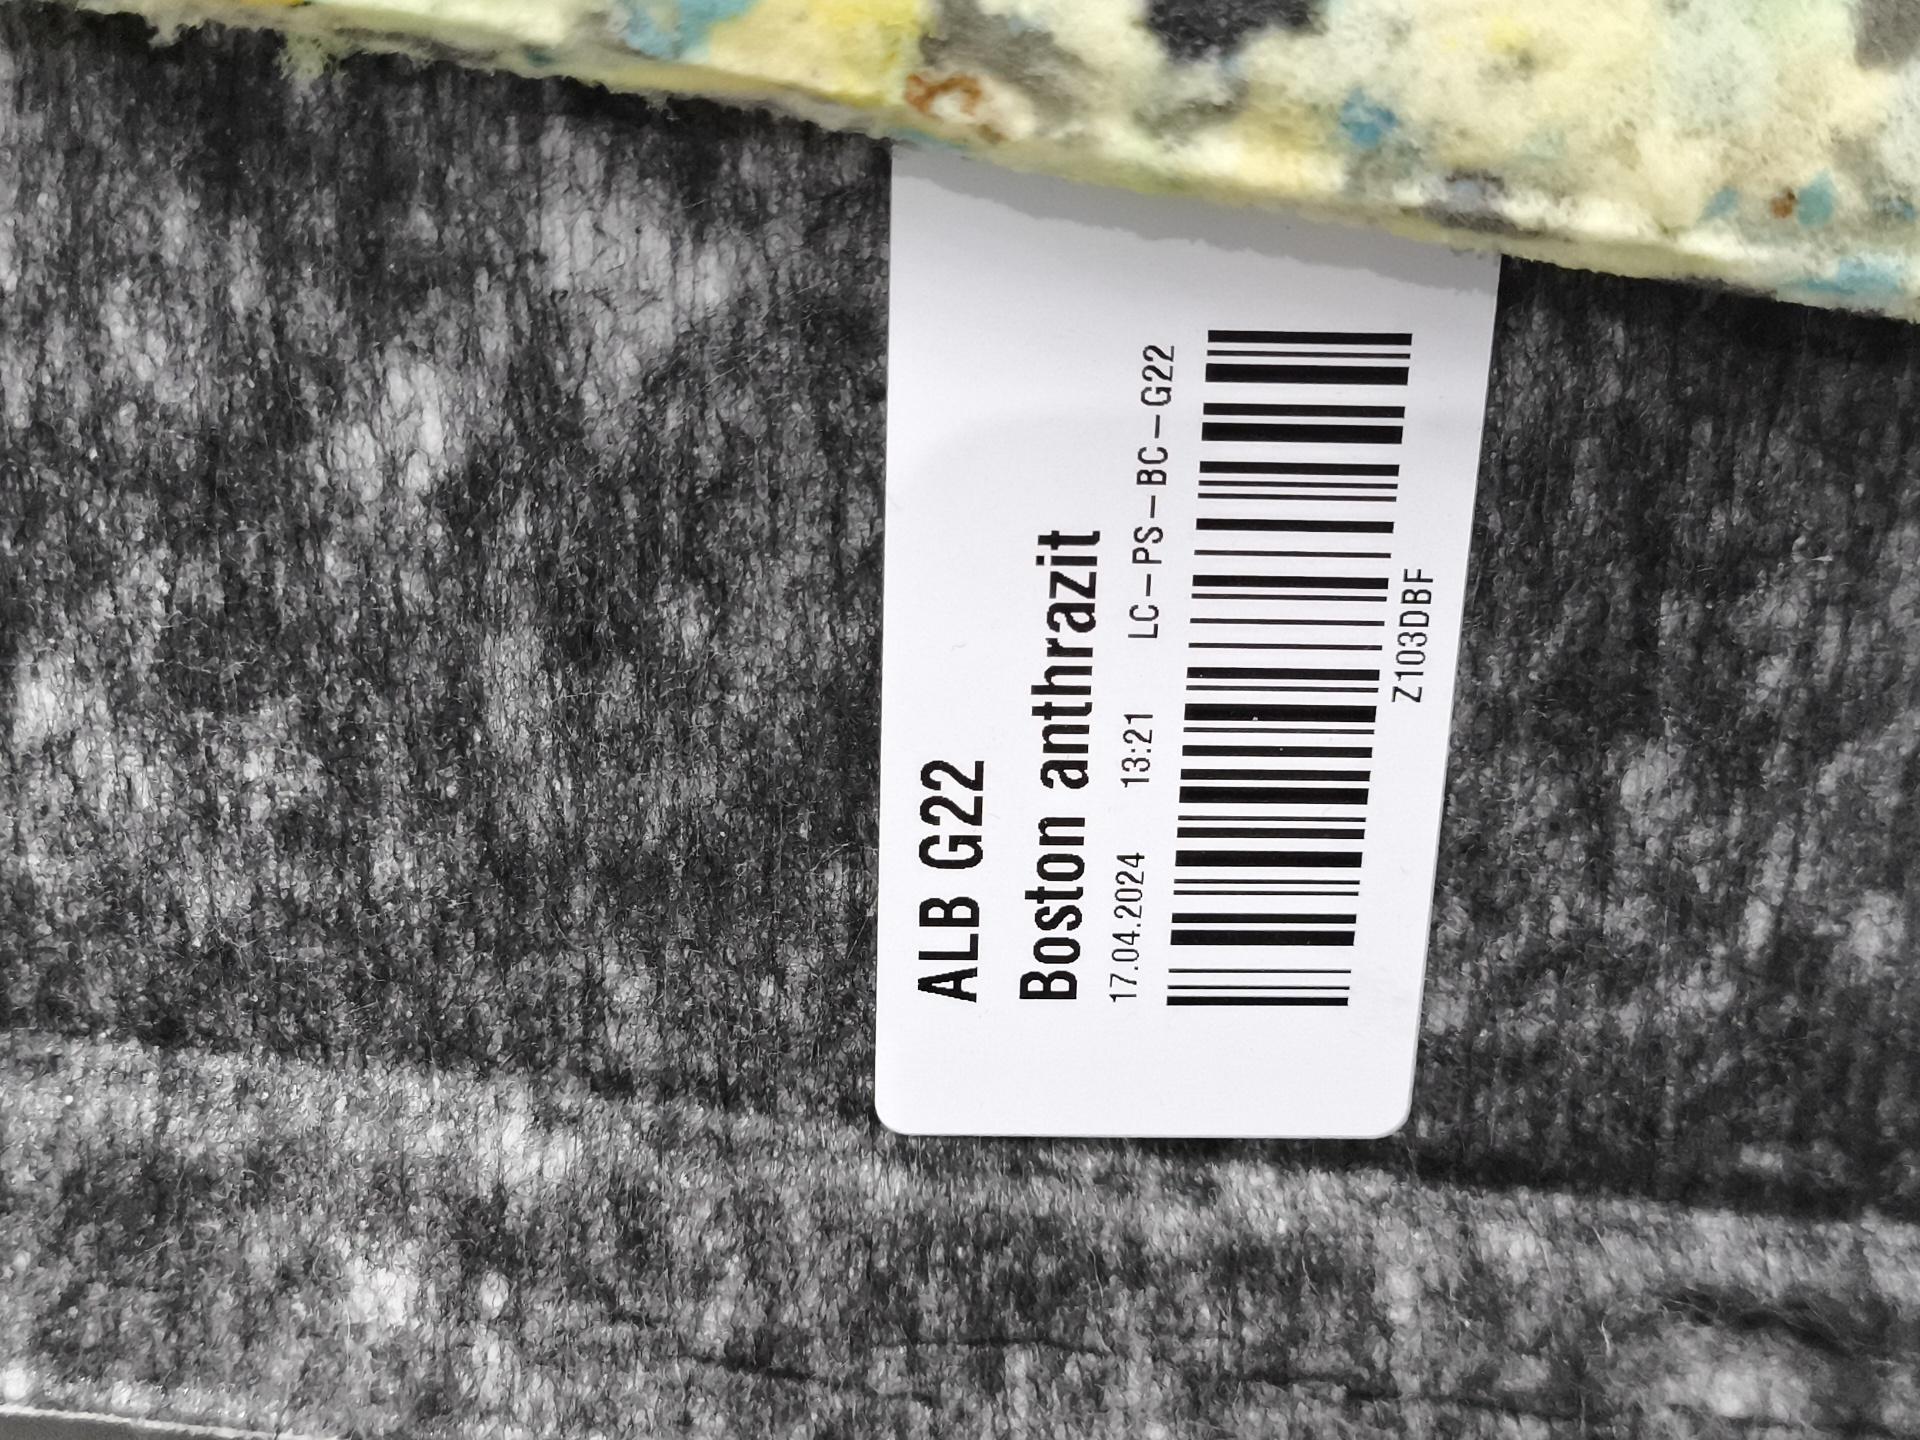 ALB G22
Boston anthrazit
17.04.2024 13:21 LC-PS-BC-G22
Z103DBF